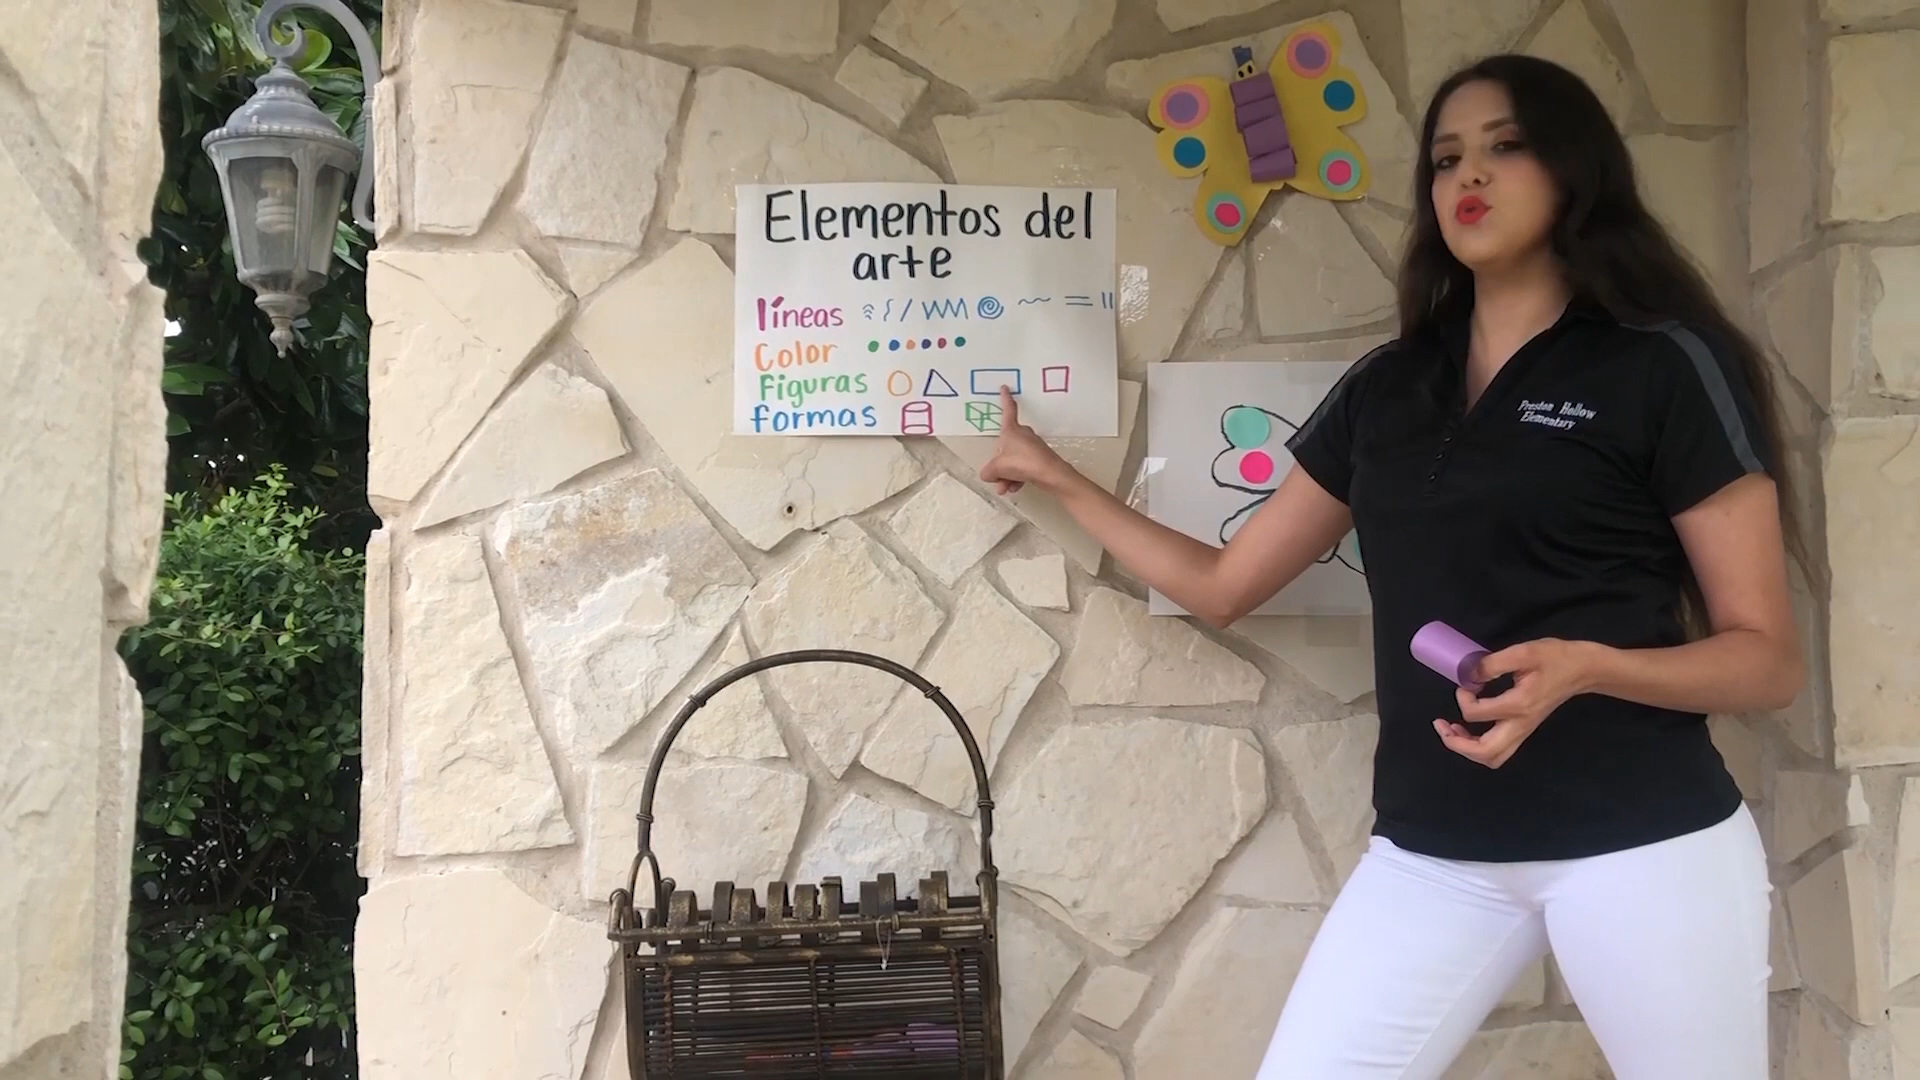 Elementos del
arte
líneas
Color
Figuras
formas
Preston Hollow
Elementary